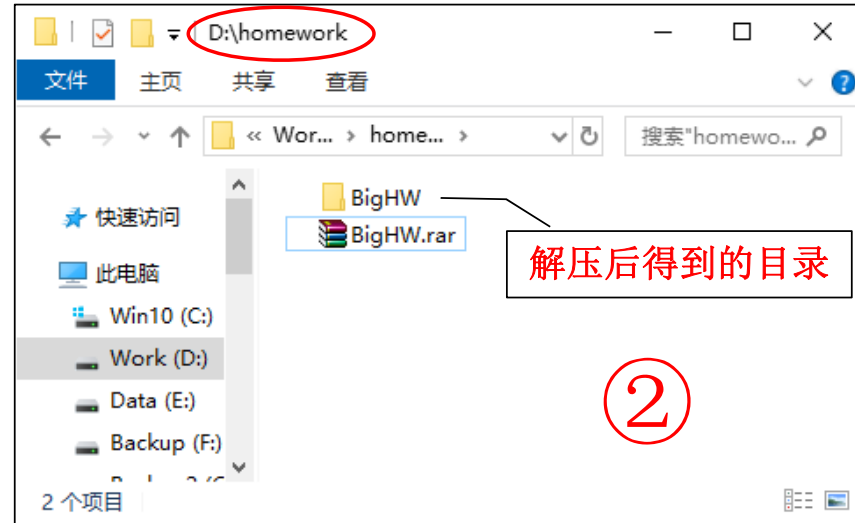 D:\homework
文件 主页 共享 查看
« Wor... › home... ›
搜索"homewo...
快速访问
此电脑
Win10 (C:)
Work (D:)
Data (E:)
Backup (F:)
BigHW
BigHW.rar
解压后得到的目录
②
2 个项目